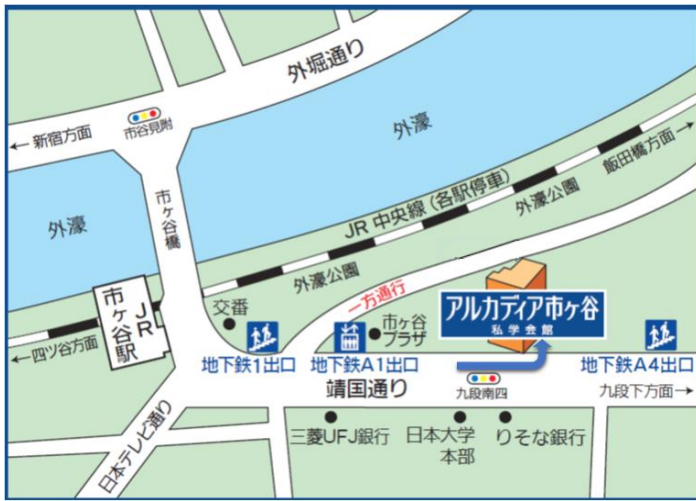 外堀通り
← 新宿方面
市谷見附
外濠
飯田橋方面 →
市ヶ谷橋
外濠
JR 中央線 (各駅停車)
外濠公園
外濠公園
一方通行
JR
市ヶ谷駅
交番
市ヶ谷
プラザ
アルカディア市ヶ谷
私学会館
← 四ツ谷方面
地下鉄1出口
地下鉄A1出口
地下鉄A4出口
靖国通り
九段南四
九段下方面 →
日本テレビ通り
三菱UFJ銀行
日本大学
本部
りそな銀行